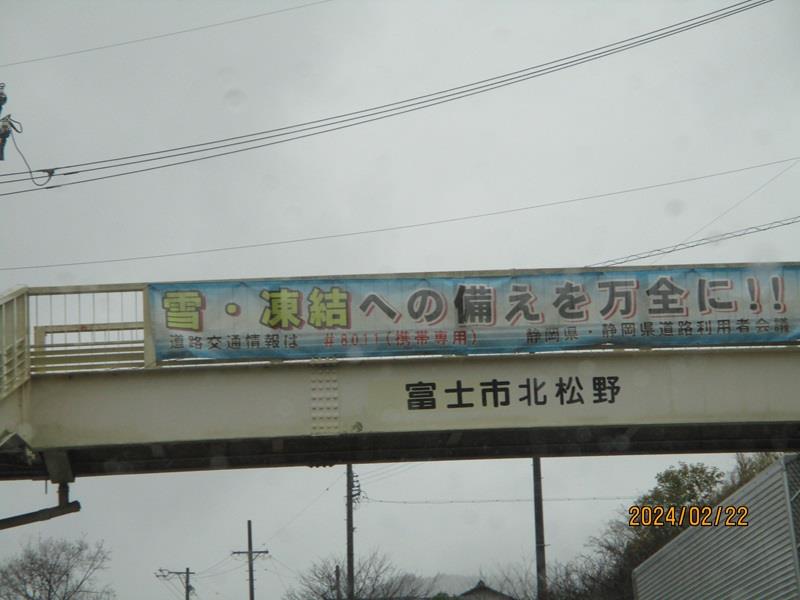 雪・凍結への備えを万全に!!
道路交通情報は #8011(携帯専用) 静岡県・静岡県道路利用者会議
富士市北松野
2024/02/22